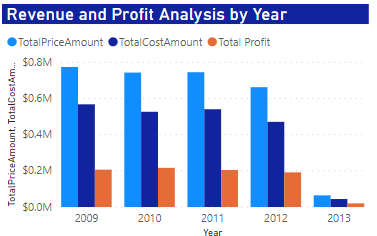 Revenue and Profit Analysis by Year
TotalPriceAmount TotalCostAmount Total Profit
TotalPriceAmount, TotalCostAm...
$0.8M
$0.6M
$0.4M
$0.2M
$0.0M
2009 2010 2011 2012 2013
Year